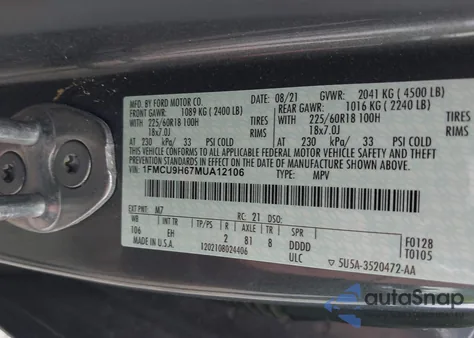 MFD. BY FORD MOTOR CO. 08/21 GVWR: 2041 KG ( 4500 LB)
FRONT GAWR: REAR GAWR:
1089 KG ( 2400 LB) 1016 KG ( 2240 LB)
WITH 225/60R18 100H TIRES 225/60R18 100H TIRES
18x7.0J RIMS 18x7.0J RIMS
AT 230 kPa/ 33 PSI COLD AT 230 kPa/ 33 PSI COLD
THIS VEHICLE CONFORMS TO ALL APPLICABLE FEDERAL MOTOR VEHICLE
SAFETY AND THEFT PREVENTION STANDARDS IN EFFECT ON THE DATE OF MANUFACTURE SHOWN ABOVE.
VIN: 1FMCU9H67MUA12106 TYPE: MPV
EXT PNT: M7 RC: 21 DSO:
WB INT TR TP/PS R AXLE TR SPR F0128
106 EH 2 81 8 DDDD T0105
MADE IN U.S.A. 1202108024406 ULC 5U5A-3520472-AA
autoSnap